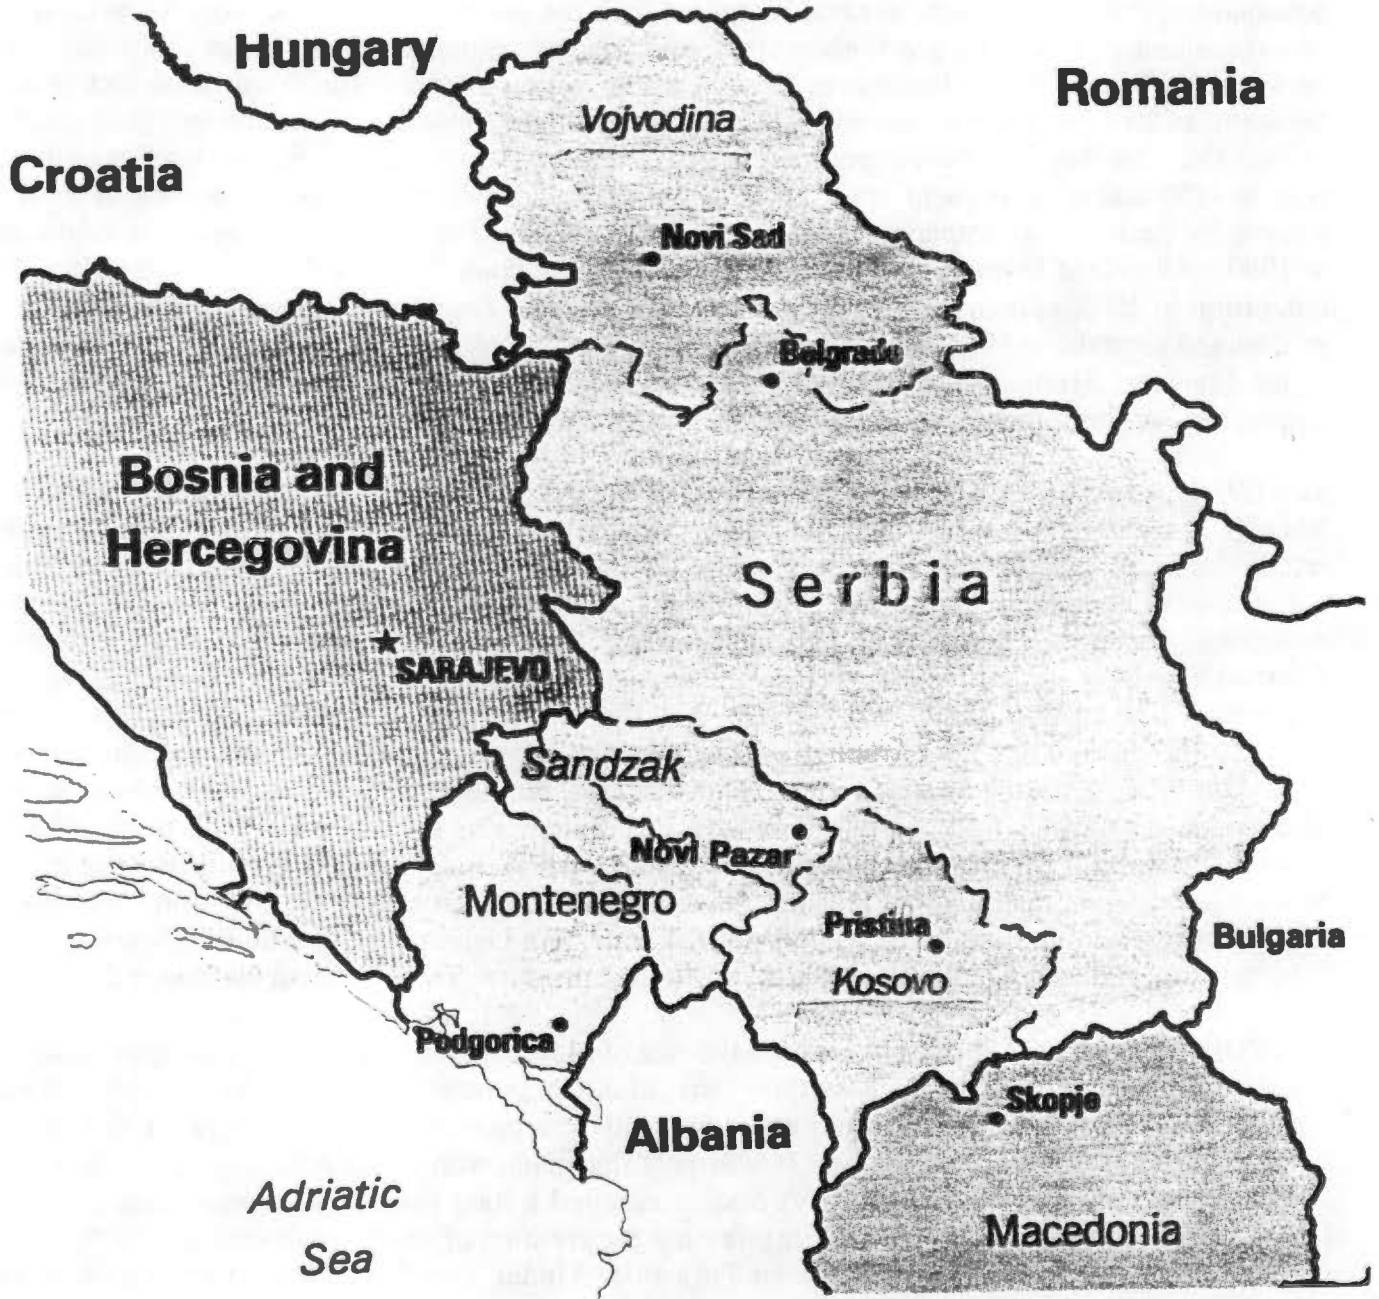 Hungary
Romania
Vojvodina
Croatia
Novi Sad
Belgrade
Bosnia and
Hercegovina
Serbia
SARAJEVO
Sandzak
Novi Pazar
Montenegro
Pristina
Bulgaria
Kosovo
Podgorica
Skopje
Albania
Adriatic
Sea
Macedonia